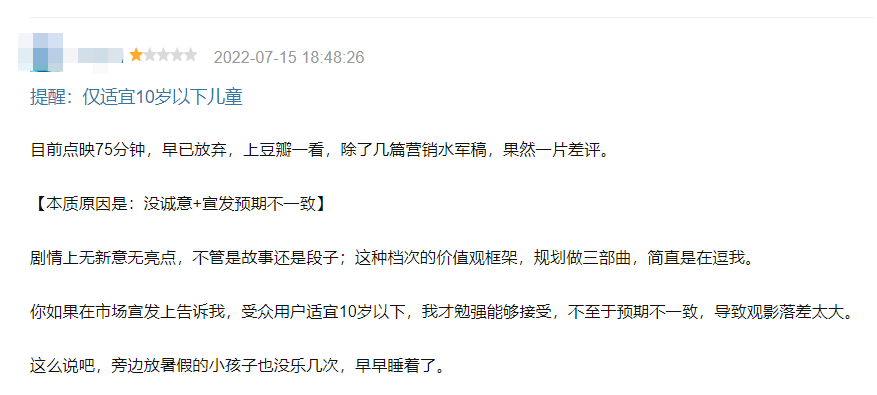 2022-07-15 18:48:26
提醒：仅适宜10岁以下儿童
目前点映75分钟，早已放弃，上豆瓣一看，除了几篇营销水军稿，果然一片差评。
【本质原因是：没诚意+宣发预期不一致】
剧情上无新意无亮点，不管是故事还是段子；这种档次的价值观框架，规划做三部曲，简直是在逗我。
你如果在市场宣发上告诉我，受众用户适宜10岁以下，我才勉强能够接受，不至于预期不一致，导致观影落差太大。
这么说吧，旁边放暑假的小孩子也没乐几次，早早睡着了。